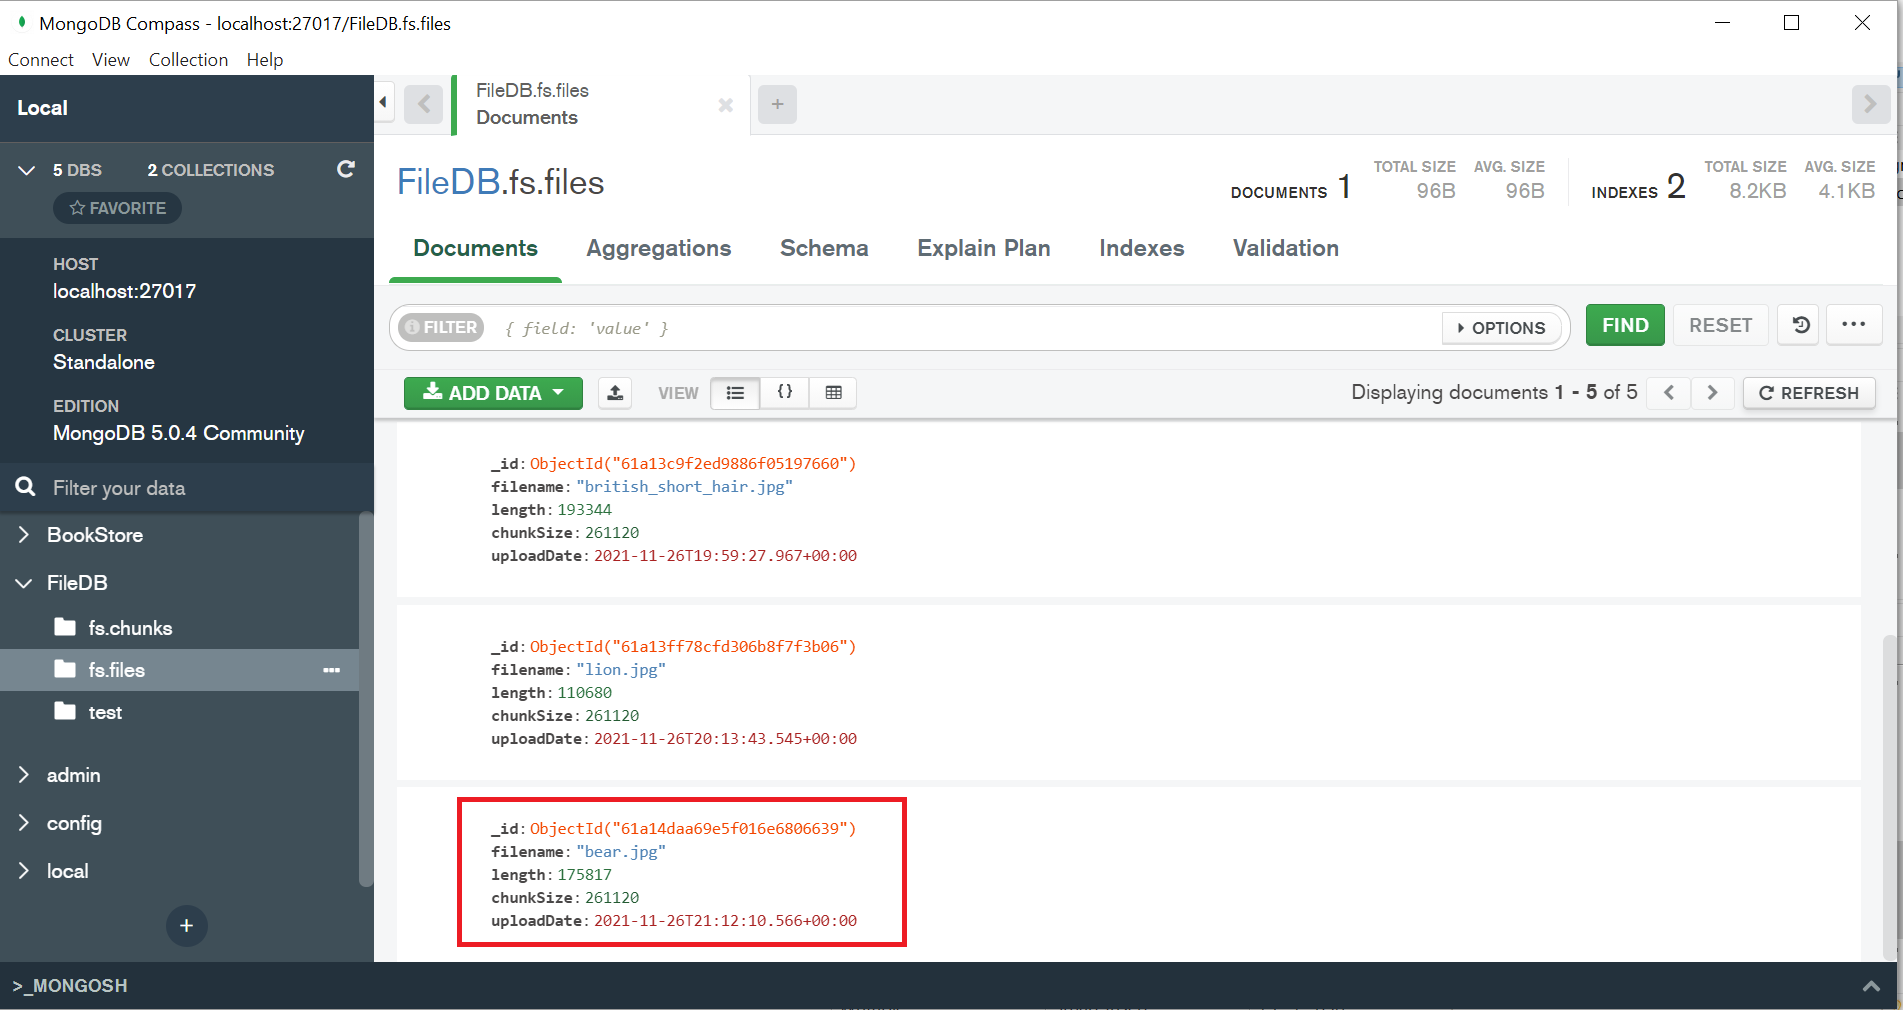 MongoDB Compass - localhost:27017/FileDB.fs.files
Connect View Collection Help
Local
5 DBS 2 COLLECTIONS
FAVORITE
HOST
localhost:27017
CLUSTER
Standalone
EDITION
MongoDB 5.0.4 Community
Filter your data
BookStore
FileDB
fs.chunks
fs.files
test
admin
config
local
+
FileDB.fs.files
Documents
+
FileDB.fs.files
DOCUMENTS 1
TOTAL SIZE
96B
AVG. SIZE
96B
INDEXES 2
TOTAL SIZE
8.2KB
AVG. SIZE
4.1KB
Documents Aggregations Schema Explain Plan Indexes Validation
FILTER { field: 'value' } OPTIONS FIND RESET ...
ADD DATA VIEW {} Displaying documents 1 - 5 of 5 REFRESH
_id: ObjectId("61a13c9f2ed9886f05197660")
filename: "british_short_hair.jpg"
length: 193344
chunkSize: 261120
uploadDate: 2021-11-26T19:59:27.967+00:00
_id: ObjectId("61a13ff78cfd306b8f7f3b06")
filename: "lion.jpg"
length: 110680
chunkSize: 261120
uploadDate: 2021-11-26T20:13:43.545+00:00
_id: ObjectId("61a14daa69e5f016e6806639")
filename: "bear.jpg"
length: 175817
chunkSize: 261120
uploadDate: 2021-11-26T21:12:10.566+00:00
>_MONGOSH